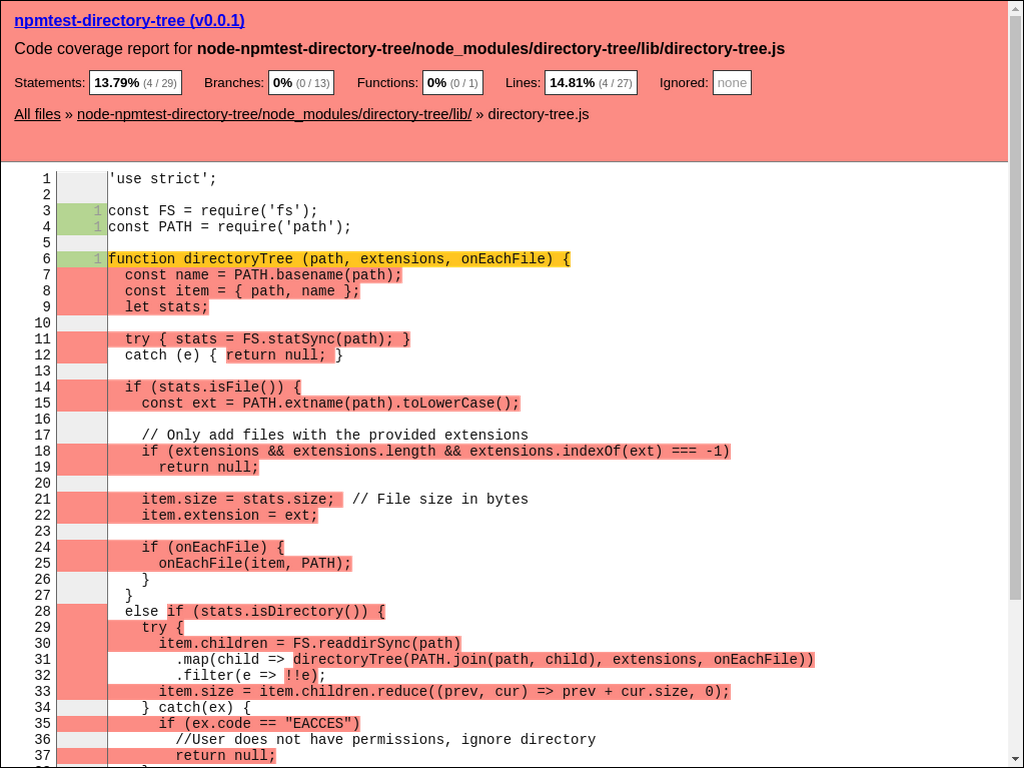 npmtest-directory-tree (v0.0.1)
Code coverage report for node-npmtest-directory-tree/node_modules/directory-tree/lib/directory-tree.js
Statements: 13.79% (4 / 29) Branches: 0% (0 / 13) Functions: 0% (0 / 1) Lines: 14.81% (4 / 27) Ignored: none
All files » node-npmtest-directory-tree/node_modules/directory-tree/lib/ » directory-tree.js
1 'use strict';
2
3 1 const FS = require('fs');
4 1 const PATH = require('path');
5
6 1 function directoryTree (path, extensions, onEachFile) {
7 const name = PATH.basename(path);
8 const item = { path, name };
9 let stats;
10
11 try { stats = FS.statSync(path); }
12 catch (e) { return null; }
13
14 if (stats.isFile()) {
15 const ext = PATH.extname(path).toLowerCase();
16
17 // Only add files with the provided extensions
18 if (extensions && extensions.length && extensions.indexOf(ext) === -1)
19 return null;
20
21 item.size = stats.size; // File size in bytes
22 item.extension = ext;
23
24 if (onEachFile) {
25 onEachFile(item, PATH);
26 }
27 }
28 else if (stats.isDirectory()) {
29 try {
30 item.children = FS.readdirSync(path)
31 .map(child => directoryTree(PATH.join(path, child), extensions, onEachFile))
32 .filter(e => !!e);
33 item.size = item.children.reduce((prev, cur) => prev + cur.size, 0);
34 } catch(ex) {
35 if (ex.code == "EACCES")
36 //User does not have permissions, ignore directory
37 return null;